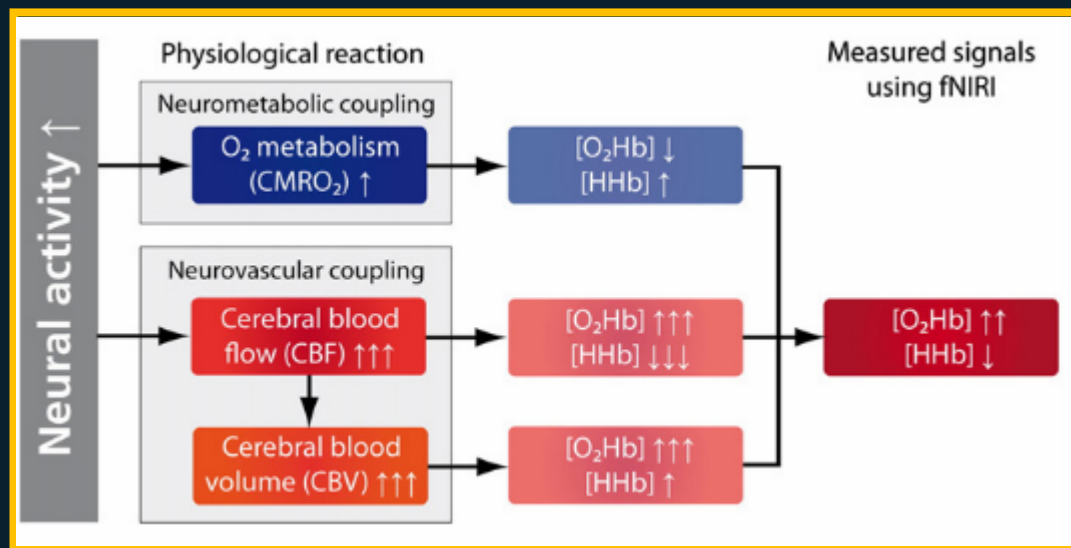 Neural activity ↑
Physiological reaction
Neurometabolic coupling
O₂ metabolism
(CMRO₂) ↑
[O₂Hb] ↓
[HHb] ↑
Neurovascular coupling
Cerebral blood
flow (CBF) ↑↑↑
[O₂Hb] ↑↑↑
[HHb] ↓↓↓
Cerebral blood
volume (CBV) ↑↑↑
[O₂Hb] ↑↑↑
[HHb] ↑
Measured signals
using fNIRI
[O₂Hb] ↑↑
[HHb] ↓